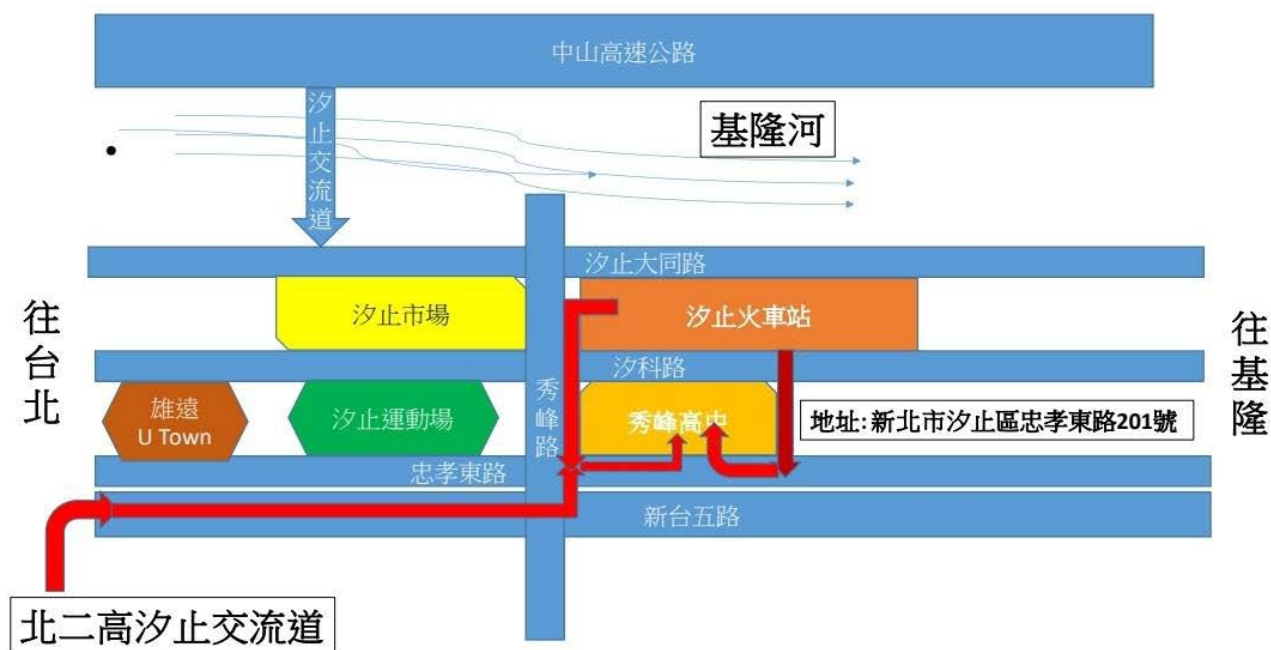 中山高速公路
汐止交流道
基隆河
汐止大同路
往台北
汐止市場
汐止火車站
往基隆
汐科路
秀峰路
雄遠
U Town
汐止運動場
秀峰高中
地址: 新北市汐止區忠孝東路201號
忠孝東路
新台五路
北二高汐止交流道